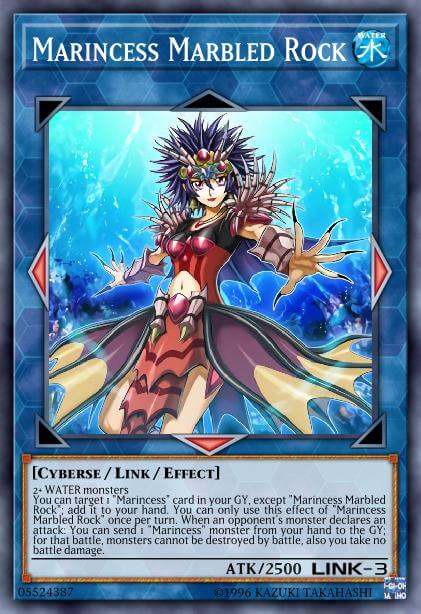 MARINCESS MARBLED ROCK
WATER
水
[CYBERSE / LINK / EFFECT]
2+ WATER monsters
You can target 1 "Marincess" card in your GY, except "Marincess Marbled
Rock"; add it to your hand. You can only use this effect of "Marincess
Marbled Rock" once per turn. When an opponent's monster declares an
attack: You can send 1 "Marincess" monster from your hand to the GY;
for that battle, monsters cannot be destroyed by battle, also you take no
battle damage.
ATK/2500 LINK-3
05524387 ©1996 KAZUKI TAKAHASHI